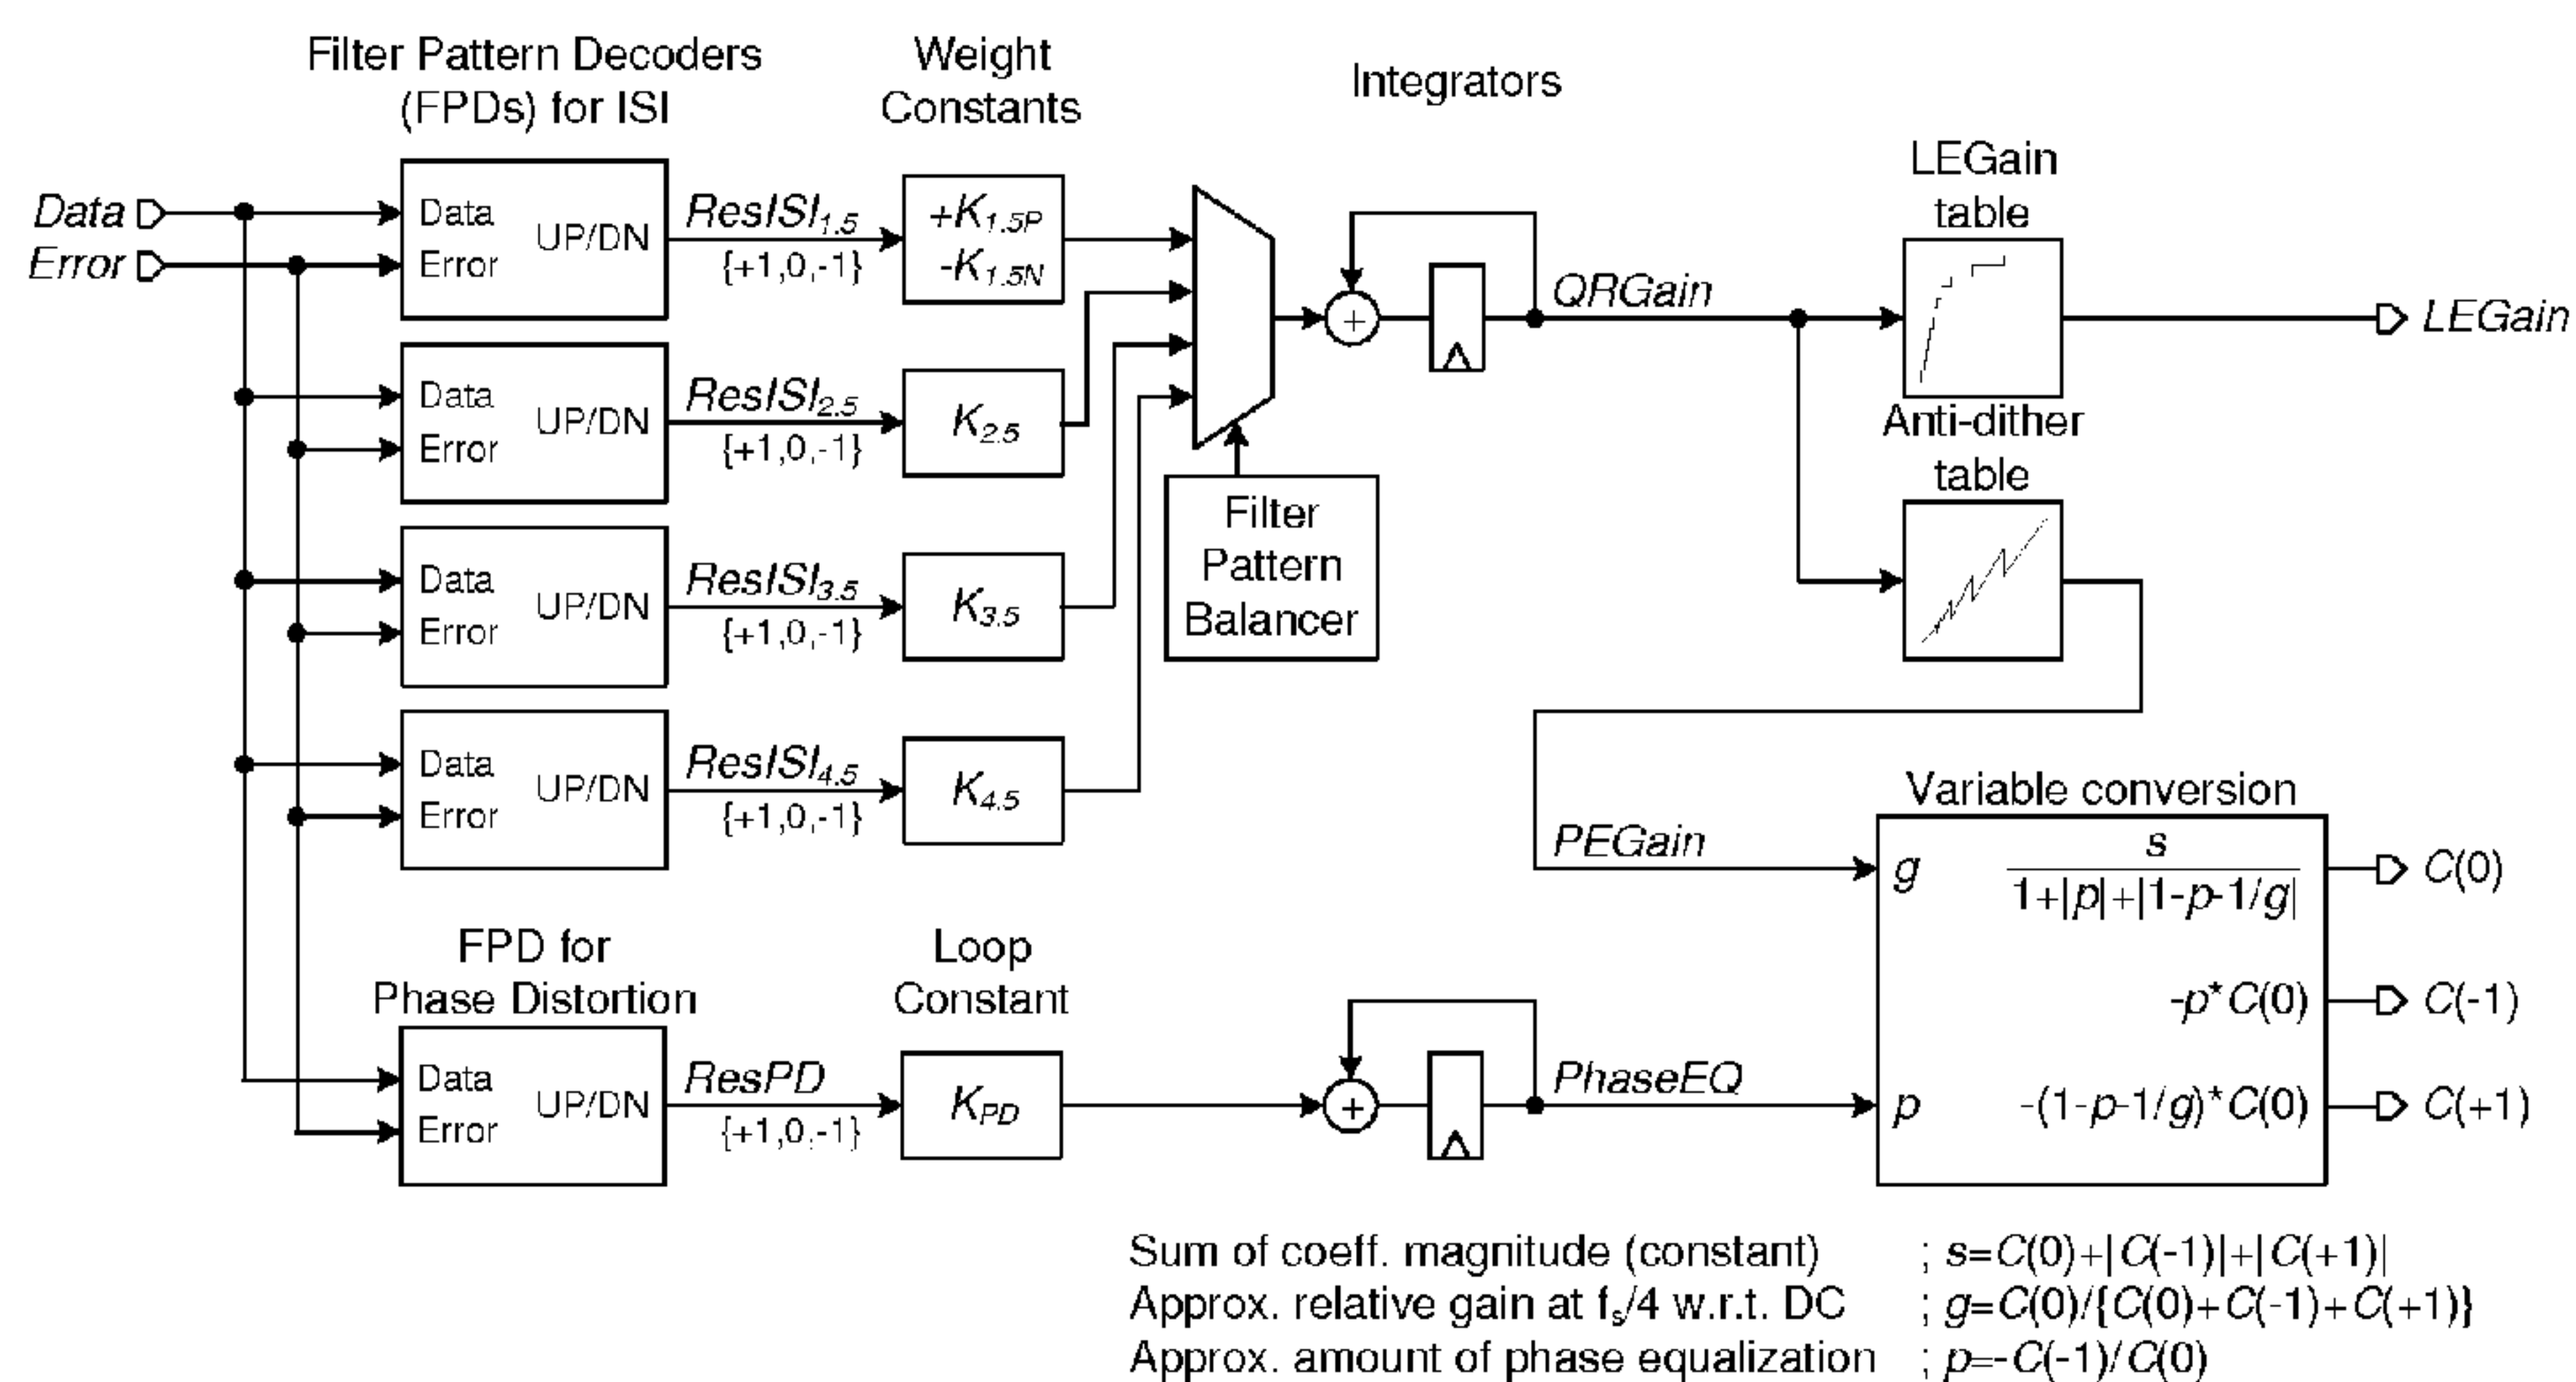 Filter Pattern Decoders
(FPDs) for ISI
Weight
Constants
Integrators
LEGain
table
Data
Error
Data
Error
UP/DN
ResISI1.5
{+1,0,-1}
+K1.5P
-K1.5N
QRGain
LEGain
Data
Error
UP/DN
ResISI2.5
{+1,0,-1}
K2.5
Anti-dither
table
Filter
Pattern
Balancer
Data
Error
UP/DN
ResISI3.5
{+1,0,-1}
K3.5
Data
Error
UP/DN
ResISI4.5
{+1,0,-1}
K4.5
Variable conversion
PEGain
g
s
1+|p|+|1-p-1/g|
C(0)
-p*C(0)
C(-1)
FPD for
Phase Distortion
Loop
Constant
Data
Error
UP/DN
ResPD
{+1,0,-1}
KPD
PhaseEQ
p
-(1-p-1/g)*C(0)
C(+1)
Sum of coeff. magnitude (constant) ; s=C(0)+|C(-1)|+|C(+1)|
Approx. relative gain at fs/4 w.r.t. DC ; g=C(0)/{C(0)+C(-1)+C(+1)}
Approx. amount of phase equalization ; p=-C(-1)/C(0)